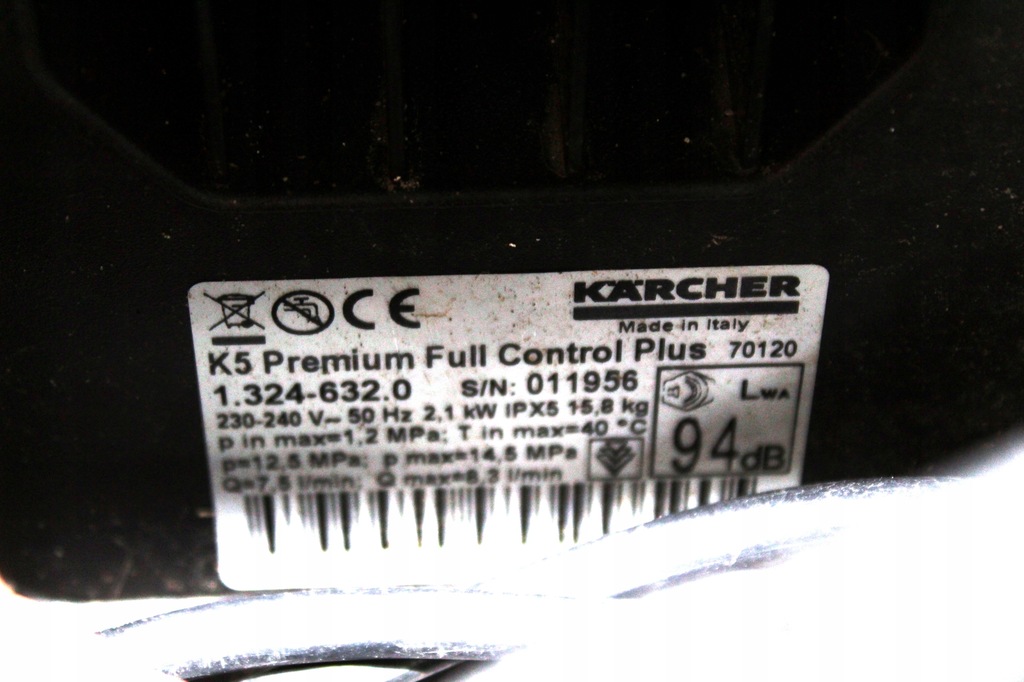 CE
KÄRCHER
Made in Italy
K5 Premium Full Control Plus 70120
1.324-632.0 S/N: 011956
230-240 V~ 50 Hz 2,1 kW IPX5 15,8 kg
p in max=1,2 MPa; T in max=40 °C
p=12,5 MPa; p max=14,5 MPa
Q=7,5 l/min; Q max=8,3 l/min
LWA
94dB